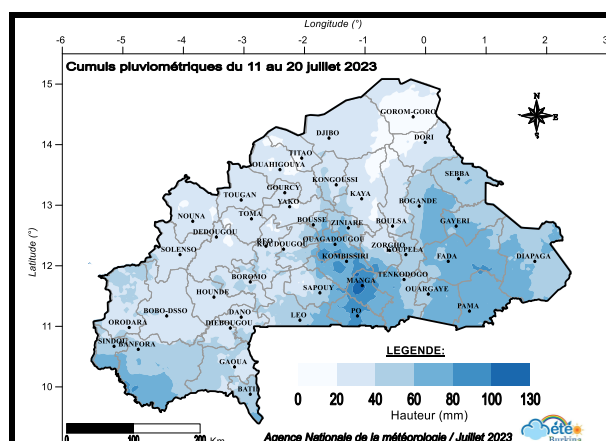 Longitude (°)
-6 -5 -4 -3 -2 -1 0 1 2 3
Cumuls pluviométriques du 11 au 20 juillet 2023
15
N
E
S
GOROM-GORO
DJIBO
DORI
14
TITAO
OUAHIGOUYA
SEBBA
KONGOUSSI
GOURCY
KAYA
TOUGAN
YAKO
BOGANDE
13
TOMA
NOUNA
BOUSSE
ZINIARE
BOULSA
GAYERI
DEDOUGOU
OUAGADOUGOU
ZORGHO
SOLENSO
KOMBISSIRI
FADA
DIAPAGA
Latitude (°)
12
TENKODOGO
BOROMO
MANGA
HOUNDE
SAPOUY
OUARGAYE
BOBO-DSSO
DANO
LEO
PO
PAMA
11
ORODARA
DIEBOUGOU
SINDOU
BANFORA
LEGENDE:
GAOUA
10
BATIE
0 20 40 60 80 100 130
Hauteur (mm)
0 100 200
Km
Agence Nationale de la météorologie / Juillet 2023
météo
Burkina